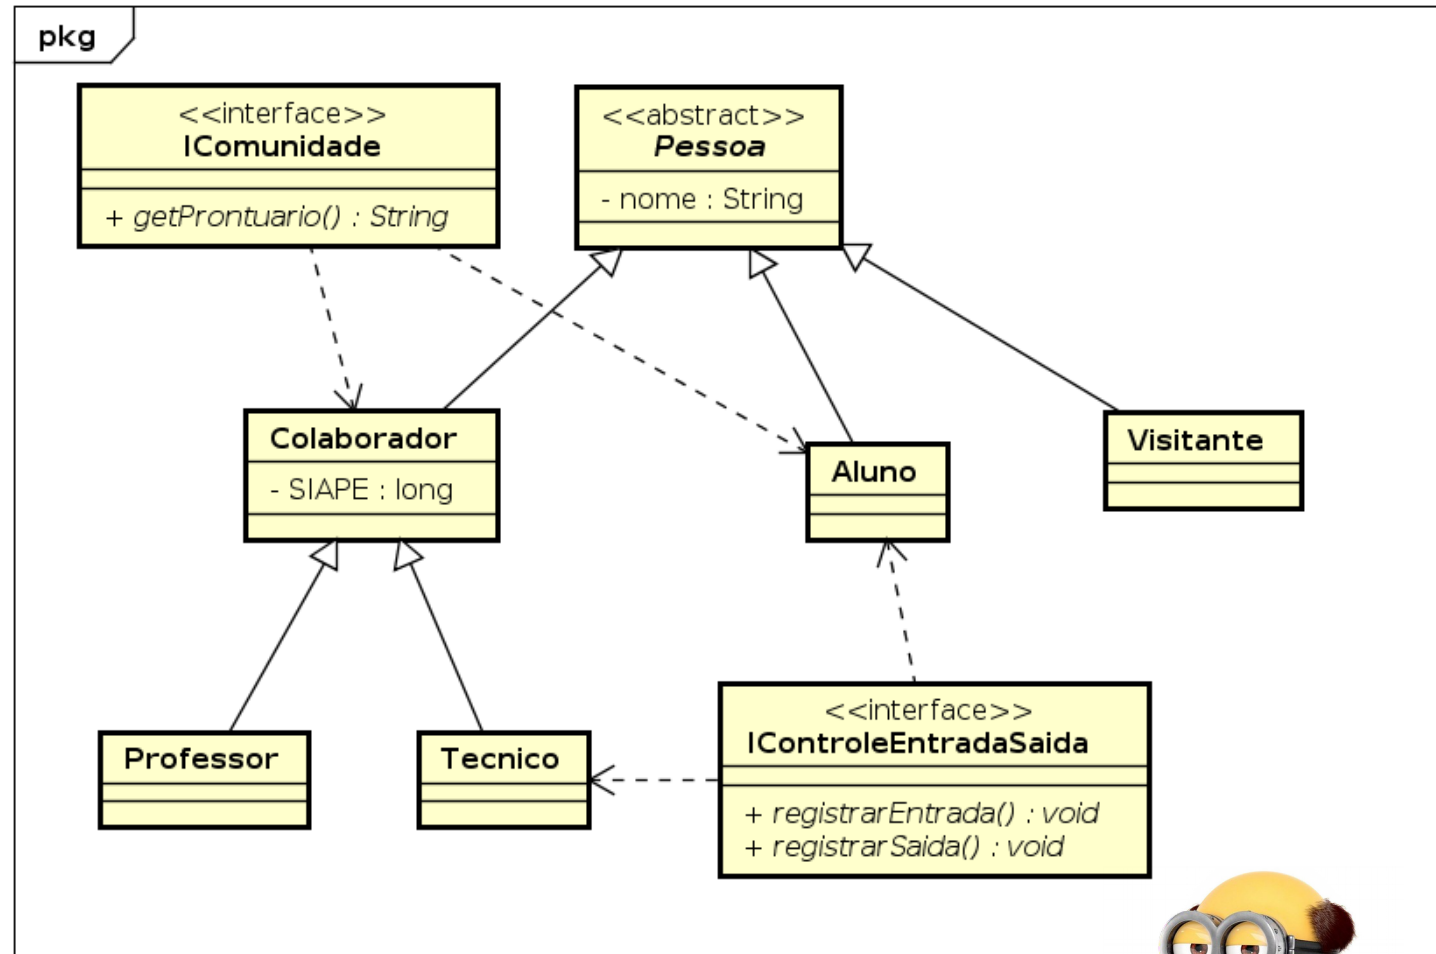 pkg
<<interface>>
IComunidade
+ getProntuario() : String
<<abstract>>
Pessoa
- nome : String
Colaborador
- SIAPE : long
Aluno
Visitante
Professor
Tecnico
<<interface>>
IControleEntradaSaida
+ registrarEntrada() : void
+ registrarSaida() : void